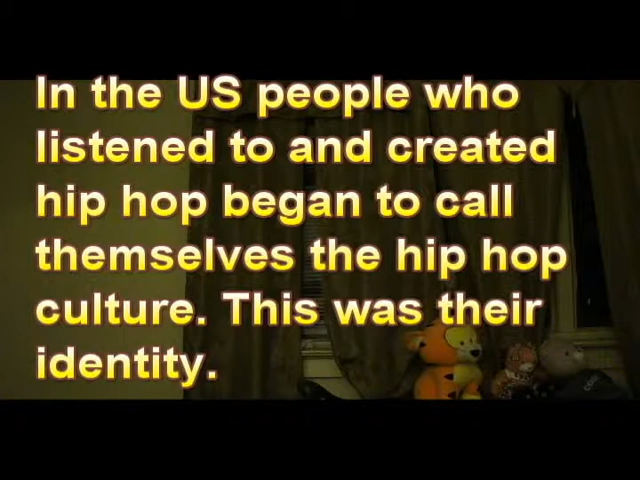 In the US people who
listened to and created
hip hop began to call
themselves the hip hop
culture. This was their
identity.